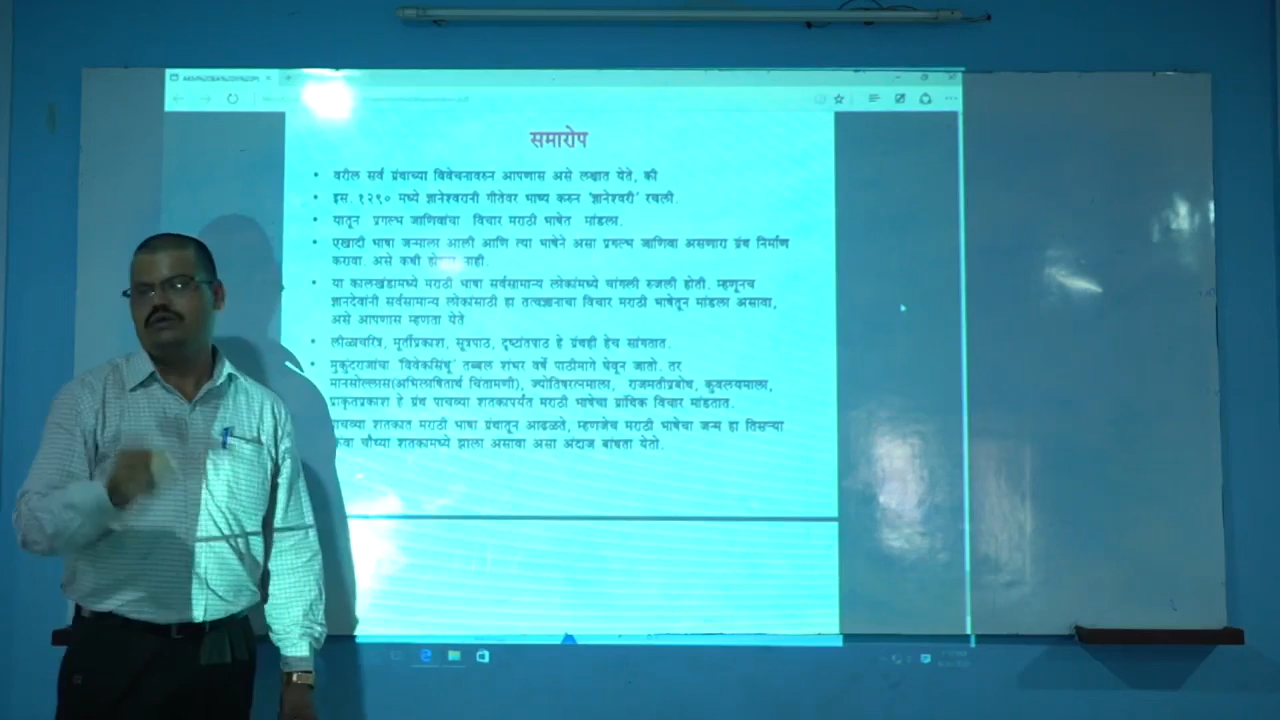 समारोप
• वरील सर्व ग्रंथाच्या विवेचनावरुन आपणास असे लक्षात येते, की
• इस. १२९० मध्ये ज्ञानेश्वरानी गीतेवर भाष्य करुन 'ज्ञानेश्वरी' रचली.
• यातून प्रगल्भ जाणिवांचा विचार मराठी भाषेत मांडला.
• एखादी भाषा जन्माला आली आणि त्या भाषेने असा प्रगल्भ जाणिवा असणारा ग्रंथ निर्माण
करावा. असे कधी होणार नाही.
• या कालखंडामध्ये मराठी भाषा सर्वसामान्य लोकांमध्ये चांगली रुजली होती. म्हणूनच
ज्ञानदेवांनी सर्वसामान्य लोकांसाठी हा तत्वज्ञानाचा विचार मराठी भाषेतून मांडला असावा,
असे आपणास म्हणता येते
• लीळाचरित्र, मूर्तीप्रकाश, सूत्रपाठ, दृष्टांतपाठ हे ग्रंथही हेच सांगतात.
• मुकुंदराजांचा 'विवेकसिंधू' तब्बल शंभर वर्षे पाठीमागे घेवून जातो. तर
मानसोल्लास(अभिलाषितार्थ चिंतामणी), ज्योतिषरत्नमाला, राजमतीप्रबोध, कुवलयमाला,
प्राकृतप्रकाश हे ग्रंथ पाचव्या शतकापर्यंत मराठी भाषेचा ग्रांथिक विचार मांडतात.
पाचव्या शतकात मराठी भाषा ग्रंथातून आढळते, म्हणजेच मराठी भाषेचा जन्म हा तिसऱ्या
किंवा चौथ्या शतकामध्ये झाला असावा असा अंदाज बांधता येतो.